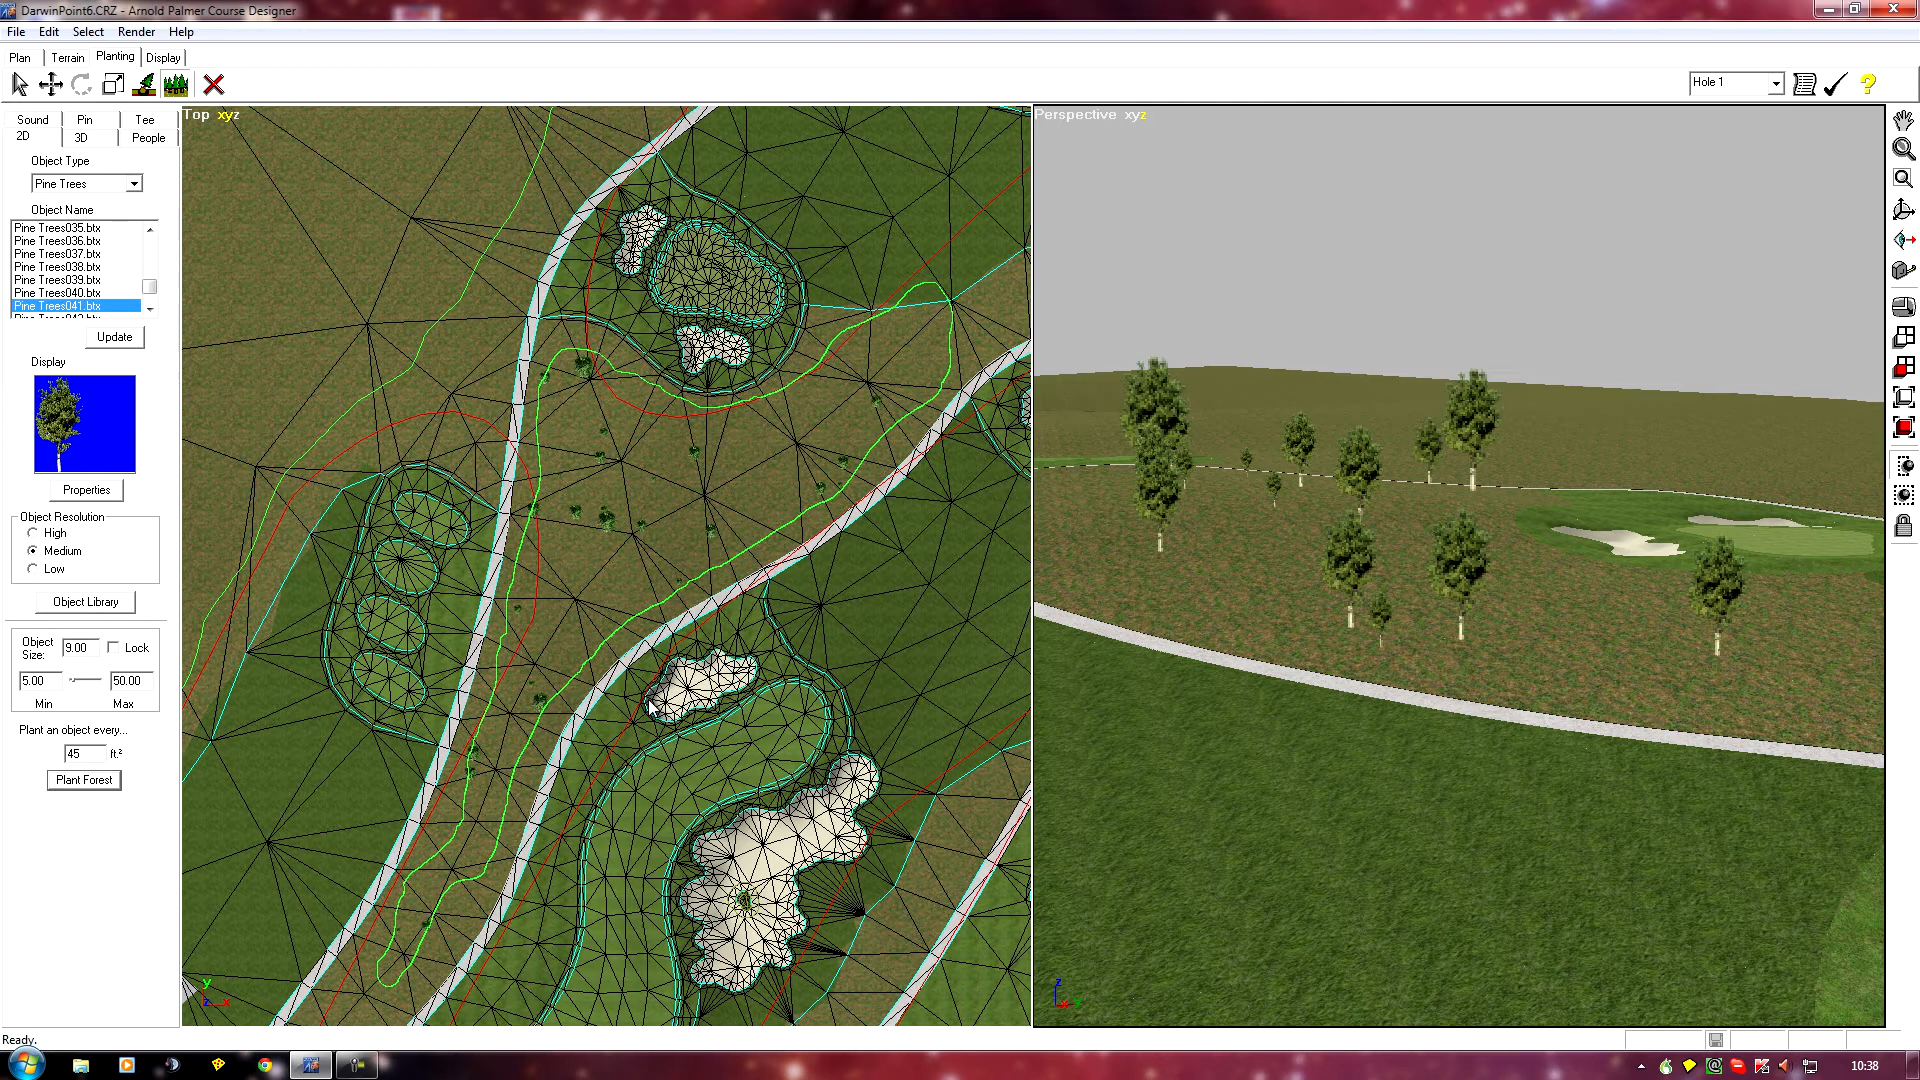 DarwinPoint6.CRZ - Arnold Palmer Course Designer
File Edit Select Render Help
Plan Terrain Planting Display
Hole 1
Sound Pin Tee
2D 3D People
Object Type
Pine Trees
Object Name
Pine Trees035.btx
Pine Trees036.btx
Pine Trees037.btx
Pine Trees038.btx
Pine Trees039.btx
Pine Trees040.btx
Pine Trees041.btx
Update
Display
Properties
Object Resolution
High
Medium
Low
Object Library
Object Size: 9.00 Lock
5.00 50.00
Min Max
Plant an object every...
45 ft.²
Plant Forest
Top xyz
y
z x
Perspective xyz
z
Ready.
10:38